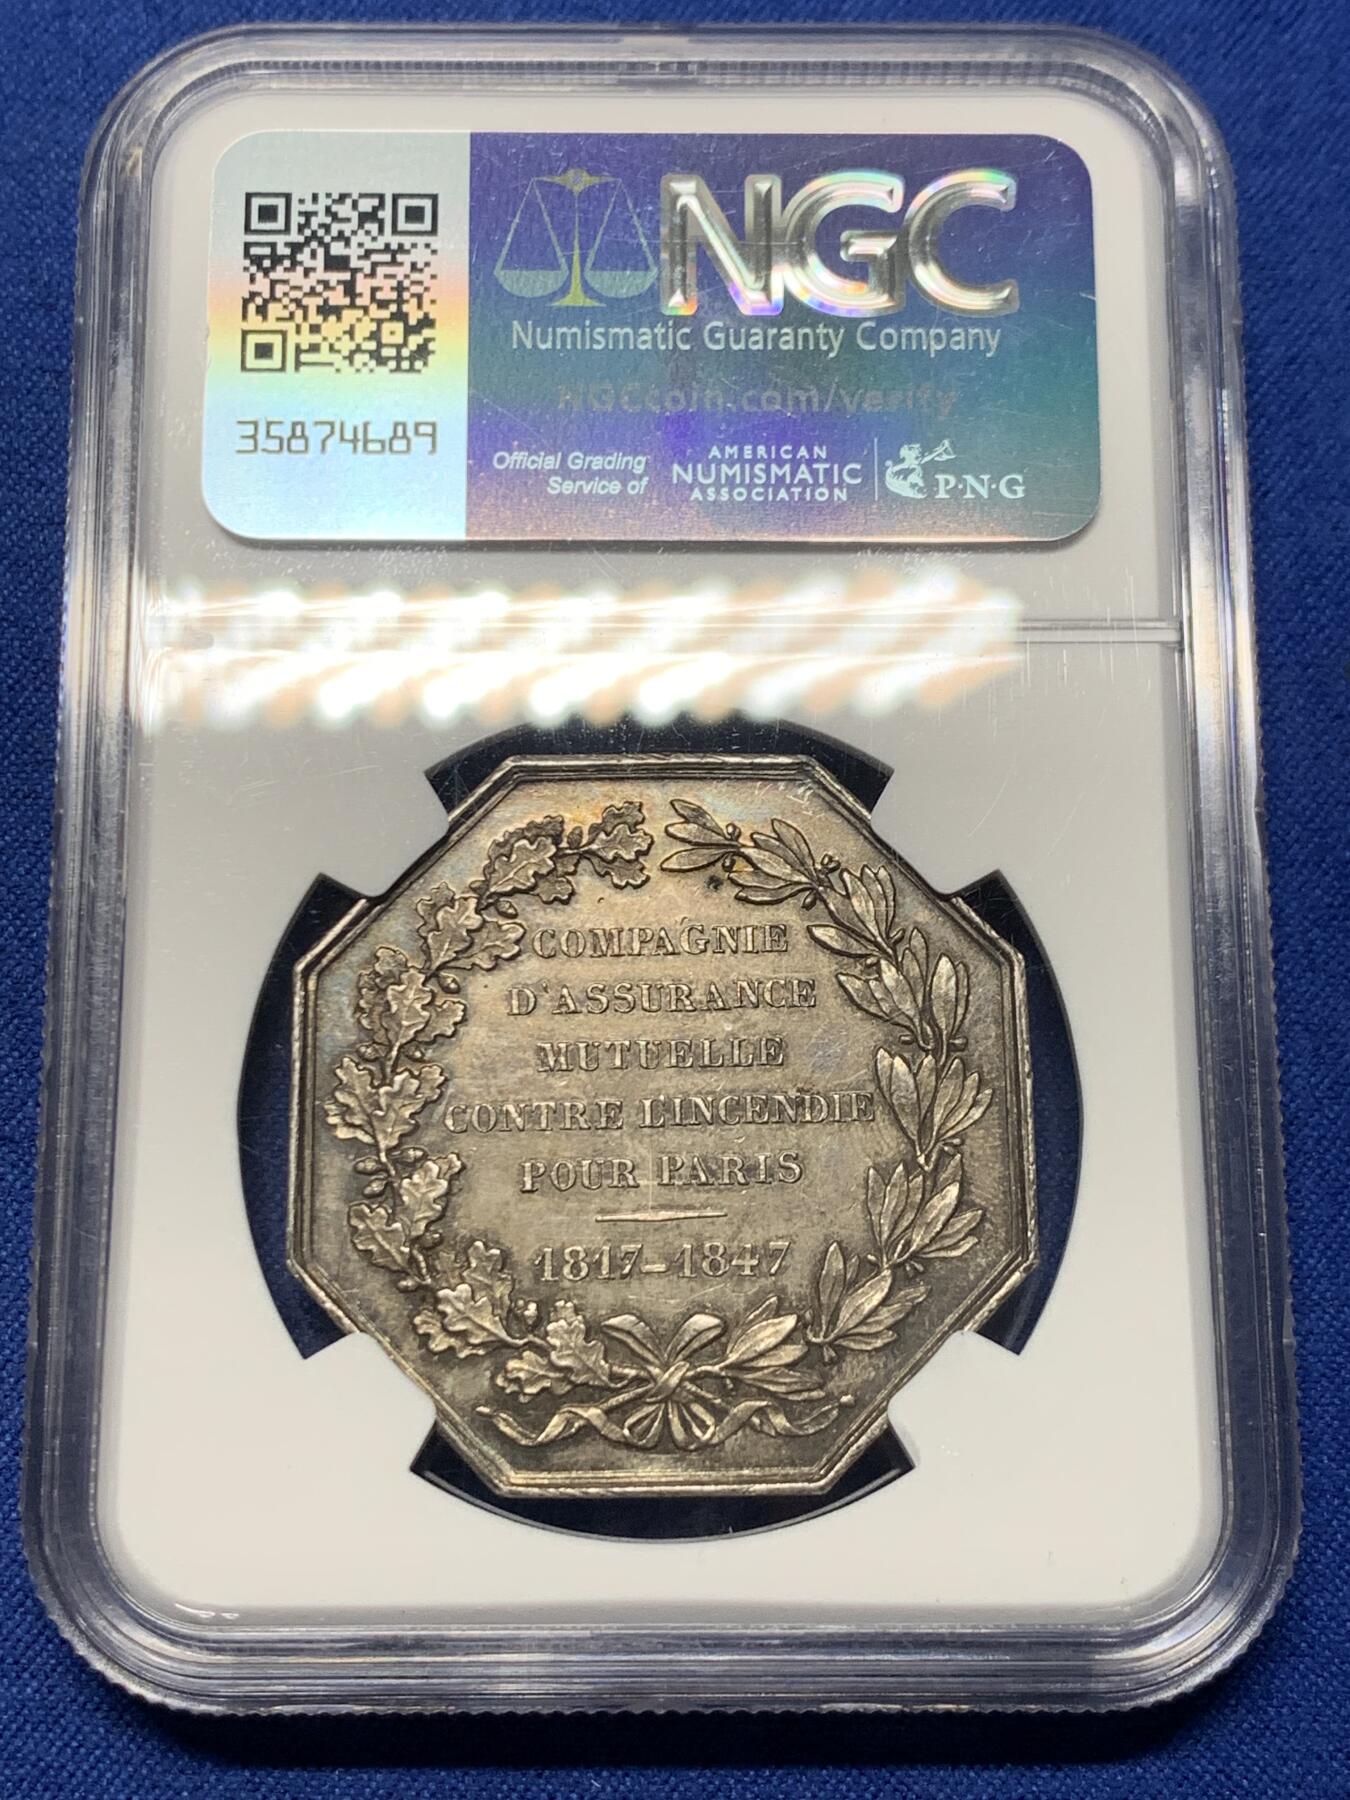 NGC
Numismatic Guaranty Company
NGCcoin.com/verify
35874689
Official Grading
Service of
AMERICAN
NUMISMATIC
ASSOCIATION
P·N·G
COMPAGNIE
D'ASSURANCE
MUTUELLE
CONTRE L'INCENDIE
POUR PARIS
1817-1847